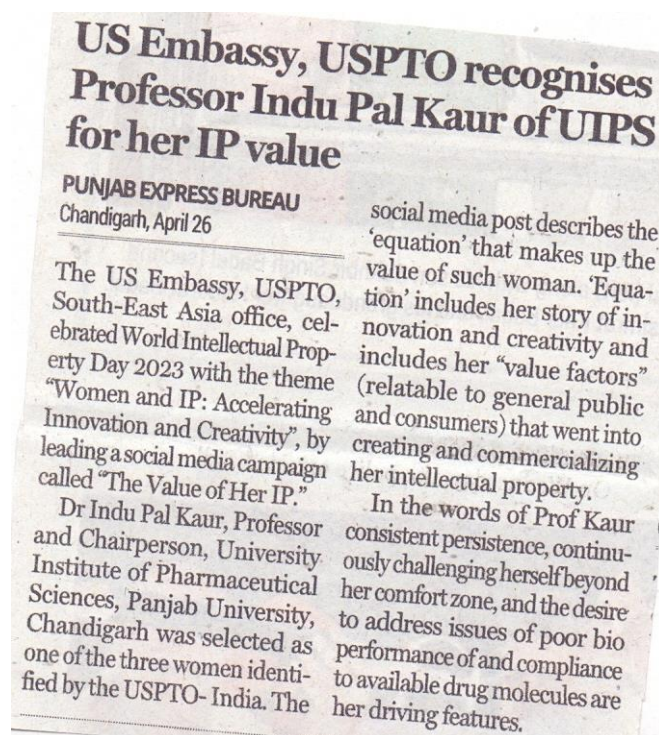 US Embassy, USPTO recognises
Professor Indu Pal Kaur of UIPS
for her IP value
PUNJAB EXPRESS BUREAU
Chandigarh, April 26
The US Embassy, USPTO,
South-East Asia office, cel-
ebrated World Intellectual Prop-
erty Day 2023 with the theme
“Women and IP: Accelerating
Innovation and Creativity”, by
leading a social media campaign
called “The Value of Her IP.”
Dr Indu Pal Kaur, Professor
and Chairperson, University
Institute of Pharmaceutical
Sciences, Panjab University,
Chandigarh was selected as
one of the three women identi-
fied by the USPTO- India. The
social media post describes the
‘equation’ that makes up the
value of such woman. ‘Equa-
tion’ includes her story of in-
novation and creativity and
includes her “value factors”
(relatable to general public
and consumers) that went into
creating and commercializing
her intellectual property.
In the words of Prof Kaur
consistent persistence, continu-
ously challenging herself beyond
her comfort zone, and the desire
to address issues of poor bio
performance of and compliance
to available drug molecules are
her driving features.